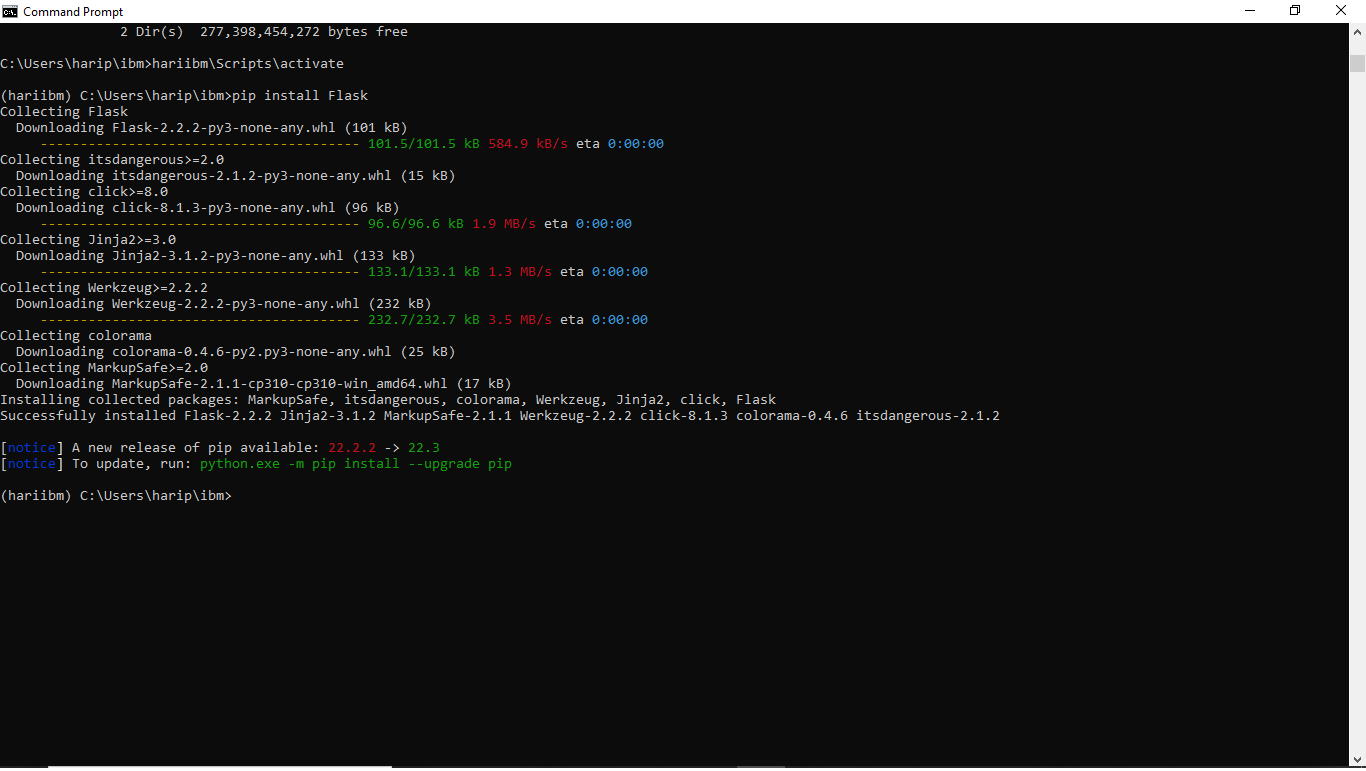 Command Prompt
2 Dir(s)  277,398,454,272 bytes free
C:\Users\harip\ibm>hariibm\Scripts\activate
(hariibm) C:\Users\harip\ibm>pip install Flask
Collecting Flask
  Downloading Flask-2.2.2-py3-none-any.whl (101 kB)
     ---------------------------------------- 101.5/101.5 kB 584.9 kB/s eta 0:00:00
Collecting itsdangerous>=2.0
  Downloading itsdangerous-2.1.2-py3-none-any.whl (15 kB)
Collecting click>=8.0
  Downloading click-8.1.3-py3-none-any.whl (96 kB)
     ---------------------------------------- 96.6/96.6 kB 1.9 MB/s eta 0:00:00
Collecting Jinja2>=3.0
  Downloading Jinja2-3.1.2-py3-none-any.whl (133 kB)
     ---------------------------------------- 133.1/133.1 kB 1.3 MB/s eta 0:00:00
Collecting Werkzeug>=2.2.2
  Downloading Werkzeug-2.2.2-py3-none-any.whl (232 kB)
     ---------------------------------------- 232.7/232.7 kB 3.5 MB/s eta 0:00:00
Collecting colorama
  Downloading colorama-0.4.6-py2.py3-none-any.whl (25 kB)
Collecting MarkupSafe>=2.0
  Downloading MarkupSafe-2.1.1-cp310-cp310-win_amd64.whl (17 kB)
Installing collected packages: MarkupSafe, itsdangerous, colorama, Werkzeug, Jinja2, click, Flask
Successfully installed Flask-2.2.2 Jinja2-3.1.2 MarkupSafe-2.1.1 Werkzeug-2.2.2 click-8.1.3 colorama-0.4.6 itsdangerous-2.1.2
[notice] A new release of pip available: 22.2.2 -> 22.3
[notice] To update, run: python.exe -m pip install --upgrade pip
(hariibm) C:\Users\harip\ibm>